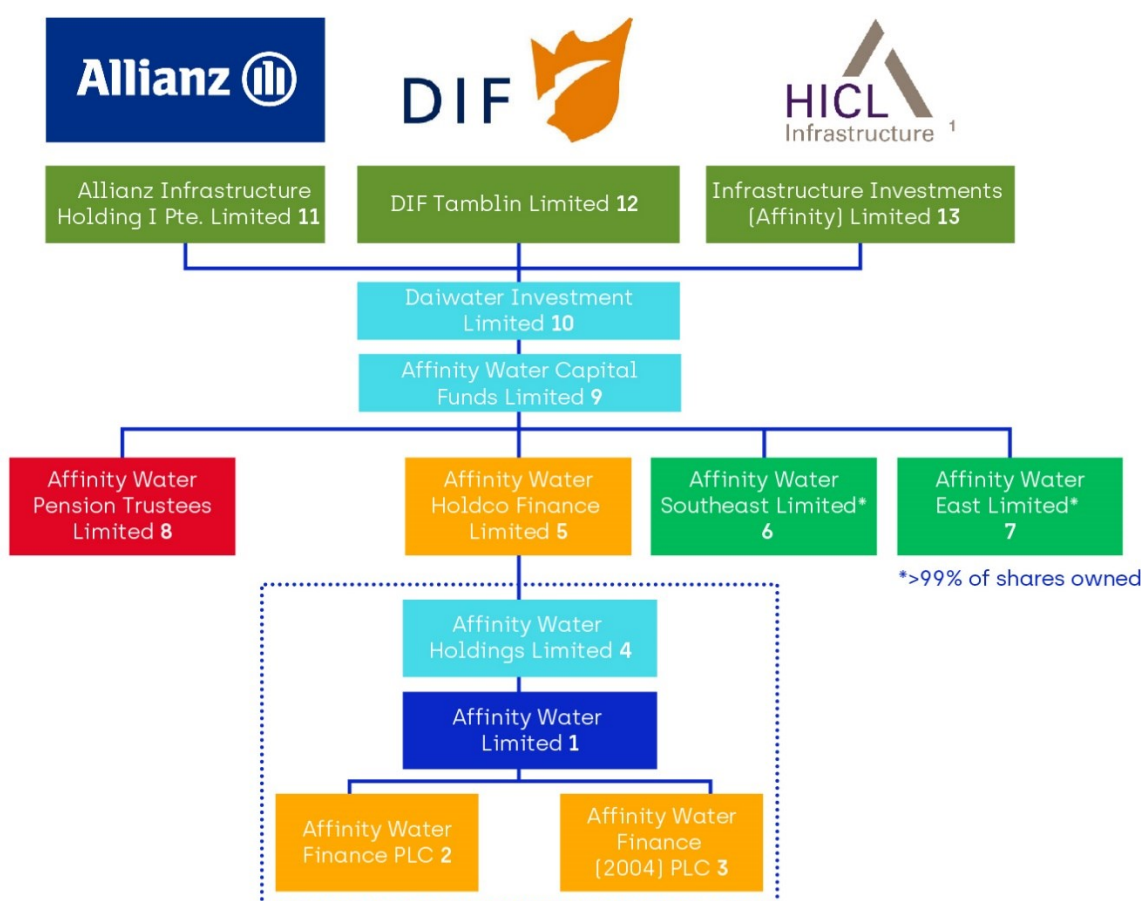 Allianz
DIF
HICL
Infrastructure 1
Allianz Infrastructure
Holding I Pte. Limited 11
DIF Tamblin Limited 12
Infrastructure Investments
(Affinity) Limited 13
Daiwater Investment
Limited 10
Affinity Water Capital
Funds Limited 9
Affinity Water
Pension Trustees
Limited 8
Affinity Water
Holdco Finance
Limited 5
Affinity Water
Southeast Limited*
6
Affinity Water
East Limited*
7
*>99% of shares owned
Affinity Water
Holdings Limited 4
Affinity Water
Limited 1
Affinity Water
Finance PLC 2
Affinity Water
Finance
(2004) PLC 3